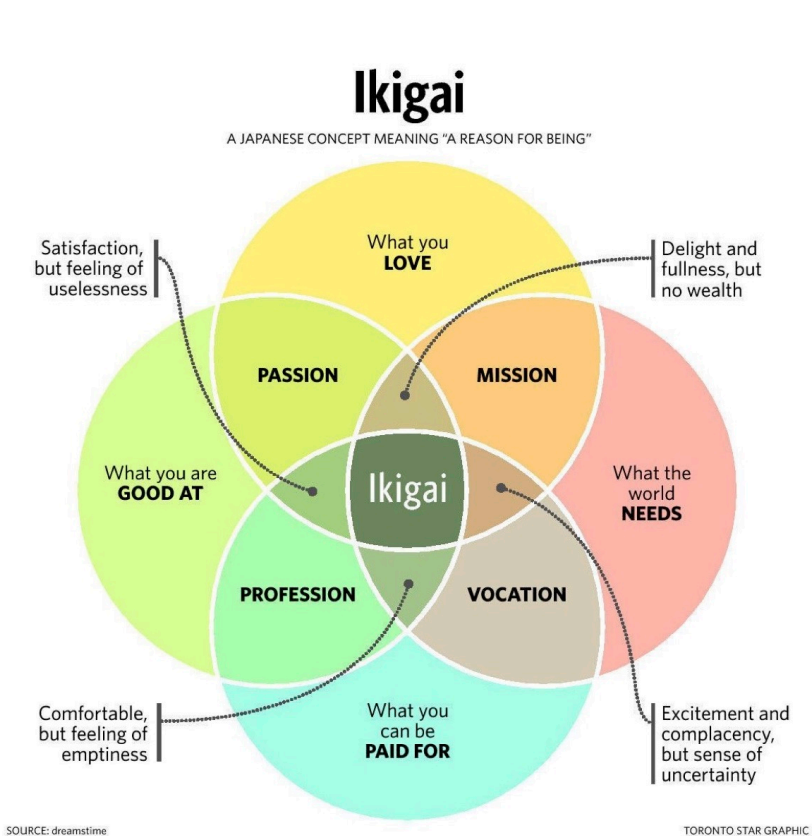 Ikigai
A JAPANESE CONCEPT MEANING “A REASON FOR BEING”
What you
LOVE
Satisfaction,
but feeling of
uselessness
Delight and
fullness, but
no wealth
PASSION
MISSION
What you are
GOOD AT
Ikigai
What the
world
NEEDS
PROFESSION
VOCATION
Comfortable,
but feeling of
emptiness
What you
can be
PAID FOR
Excitement and
complacency,
but sense of
uncertainty
SOURCE: dreamstime
TORONTO STAR GRAPHIC